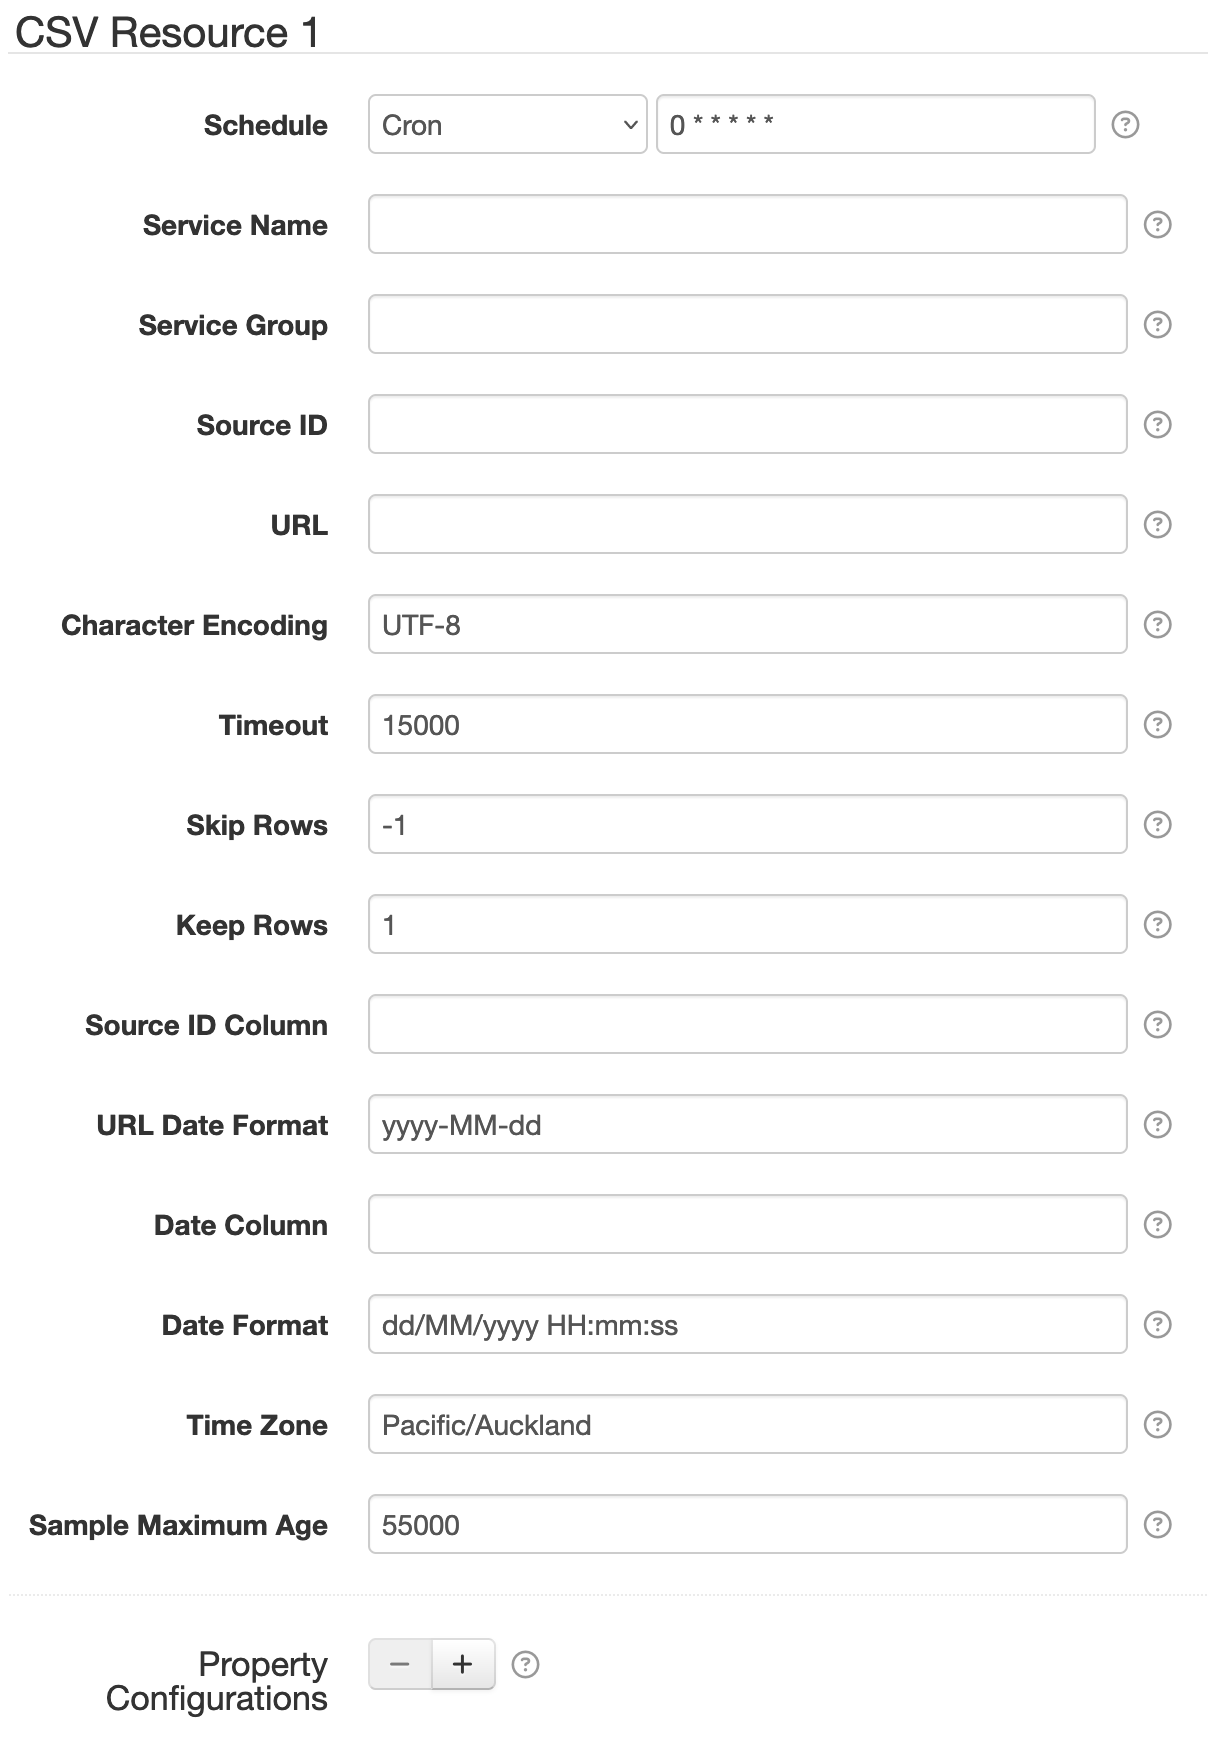 CSV Resource 1
Schedule Cron 0 * * * * * ?
Service Name ?
Service Group ?
Source ID ?
URL ?
Character Encoding UTF-8 ?
Timeout 15000 ?
Skip Rows -1 ?
Keep Rows 1 ?
Source ID Column ?
URL Date Format yyyy-MM-dd ?
Date Column ?
Date Format dd/MM/yyyy HH:mm:ss ?
Time Zone Pacific/Auckland ?
Sample Maximum Age 55000 ?
Property − + ?
Configurations